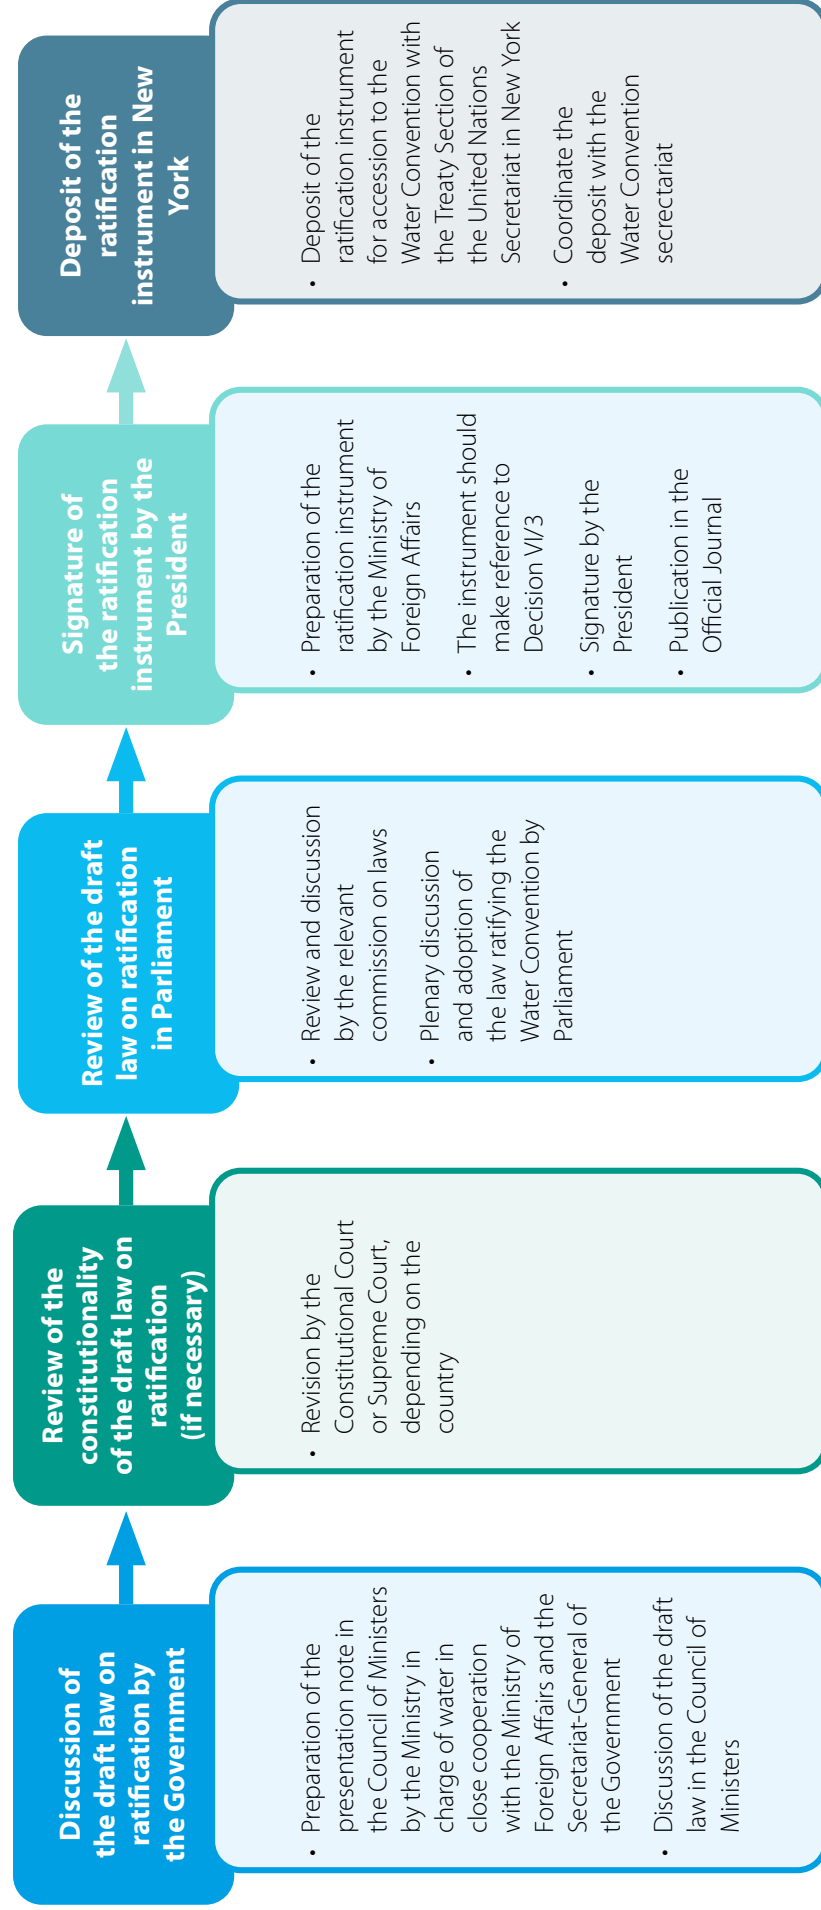 Discussion of
the draft law on
ratification by
the Government
• Preparation of the
presentation note in
the Council of Ministers
by the Ministry in
charge of water in
close cooperation
with the Ministry of
Foreign Affairs and the
Secretariat-General of
the Government
• Discussion of the draft
law in the Council of
Ministers
Review of the
constitutionality
of the draft law on
ratification
(if necessary)
• Revision by the
Constitutional Court
or Supreme Court,
depending on the
country
Review of the draft
law on ratification
in Parliament
• Review and discussion
by the relevant
commission on laws
• Plenary discussion
and adoption of
the law ratifying the
Water Convention by
Parliament
Signature of
the ratification
instrument by the
President
• Preparation of the
ratification instrument
by the Ministry of
Foreign Affairs
• The instrument should
make reference to
Decision VI/3
• Signature by the
President
• Publication in the
Official Journal
Deposit of the
ratification
instrument in New
York
• Deposit of the
ratification instrument
for accession to the
Water Convention with
the Treaty Section of
the United Nations
Secretariat in New York
• Coordinate the
deposit with the
Water Convention
secrectariat